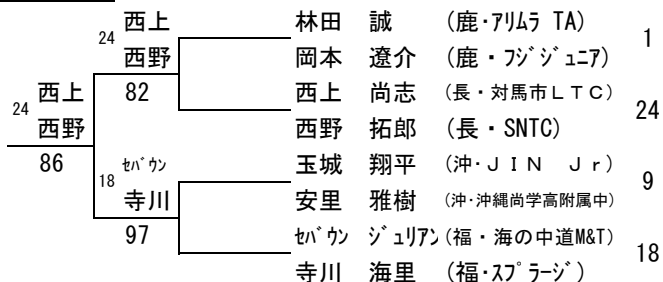 西上 林田 誠 (鹿・アリムラ TA) 1
24
西野 岡本 遼介 (鹿・フジジュニア)
西上 82 西上 尚志 (長・対馬市LTC) 24
24
西野 西野 拓郎 (長・SNTC)
86 セバウン 玉城 翔平 (沖・JIN Jr) 9
18
寺川 安里 雅樹 (沖・沖縄尚学高附属中)
97 セバウン ジュリアン (福・海の中道M&T) 18
寺川 海里 (福・スプラージ)